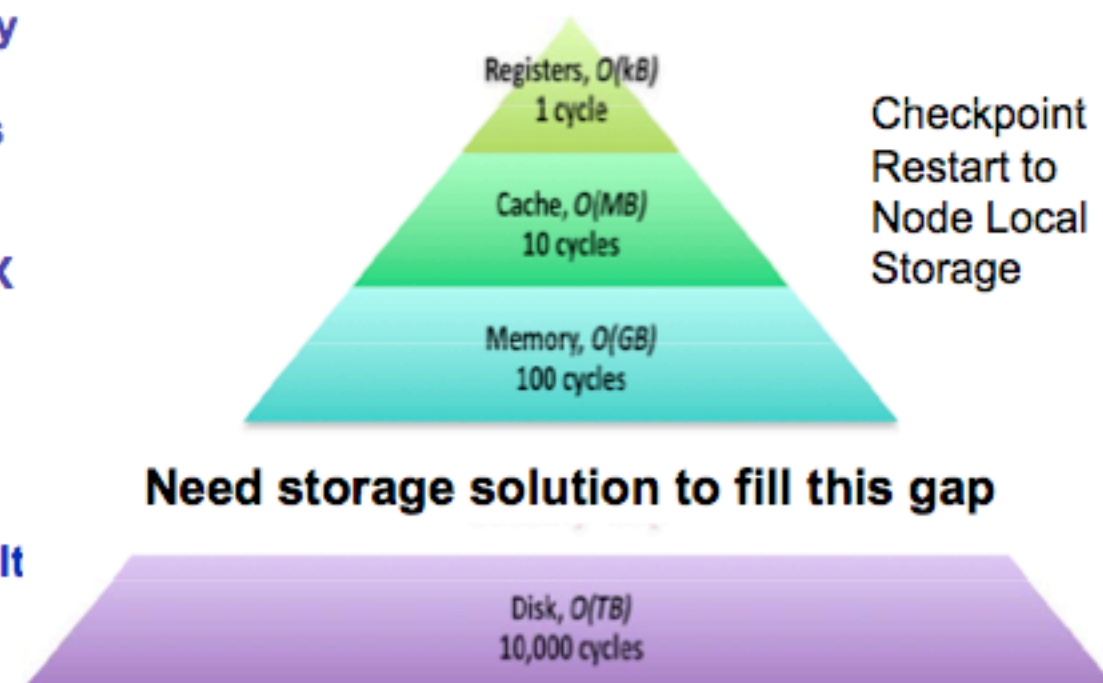 y
s
X
lt
Registers, O(kB)
1 cycle
Cache, O(MB)
10 cycles
Memory, O(GB)
100 cycles
Checkpoint
Restart to
Node Local
Storage
Need storage solution to fill this gap
Disk, O(TB)
10,000 cycles